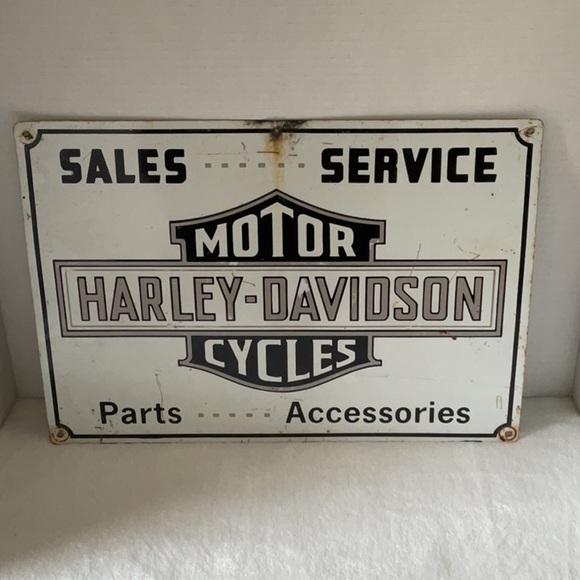 SALES ------ SERVICE
MOTOR
HARLEY-DAVIDSON
CYCLES
Parts ----- Accessories